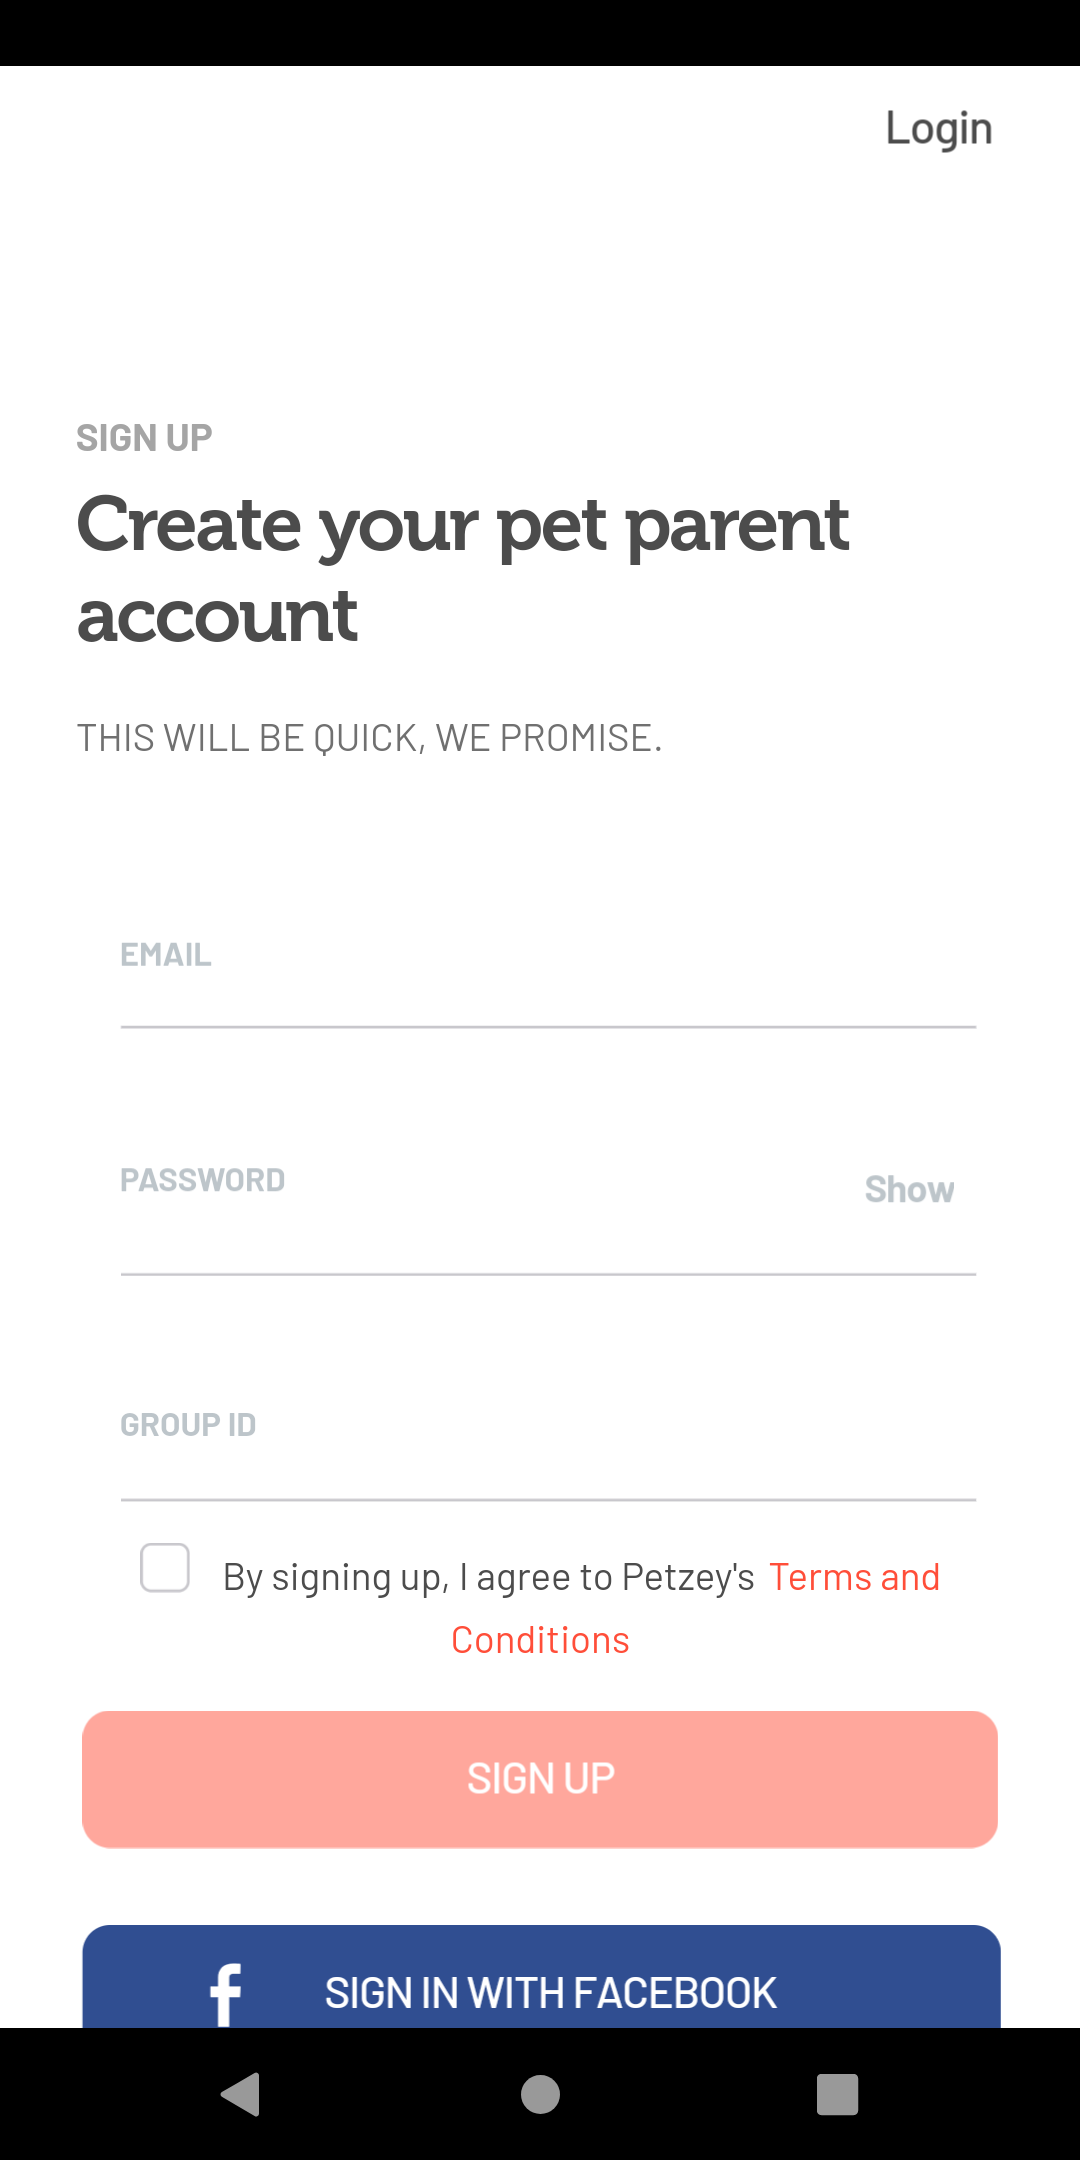 Login
SIGN UP
Create your pet parent
account
THIS WILL BE QUICK, WE PROMISE.
EMAIL
PASSWORD
Show
GROUP ID
By signing up, I agree to Petzey's Terms and
Conditions
SIGN UP
f SIGN IN WITH FACEBOOK